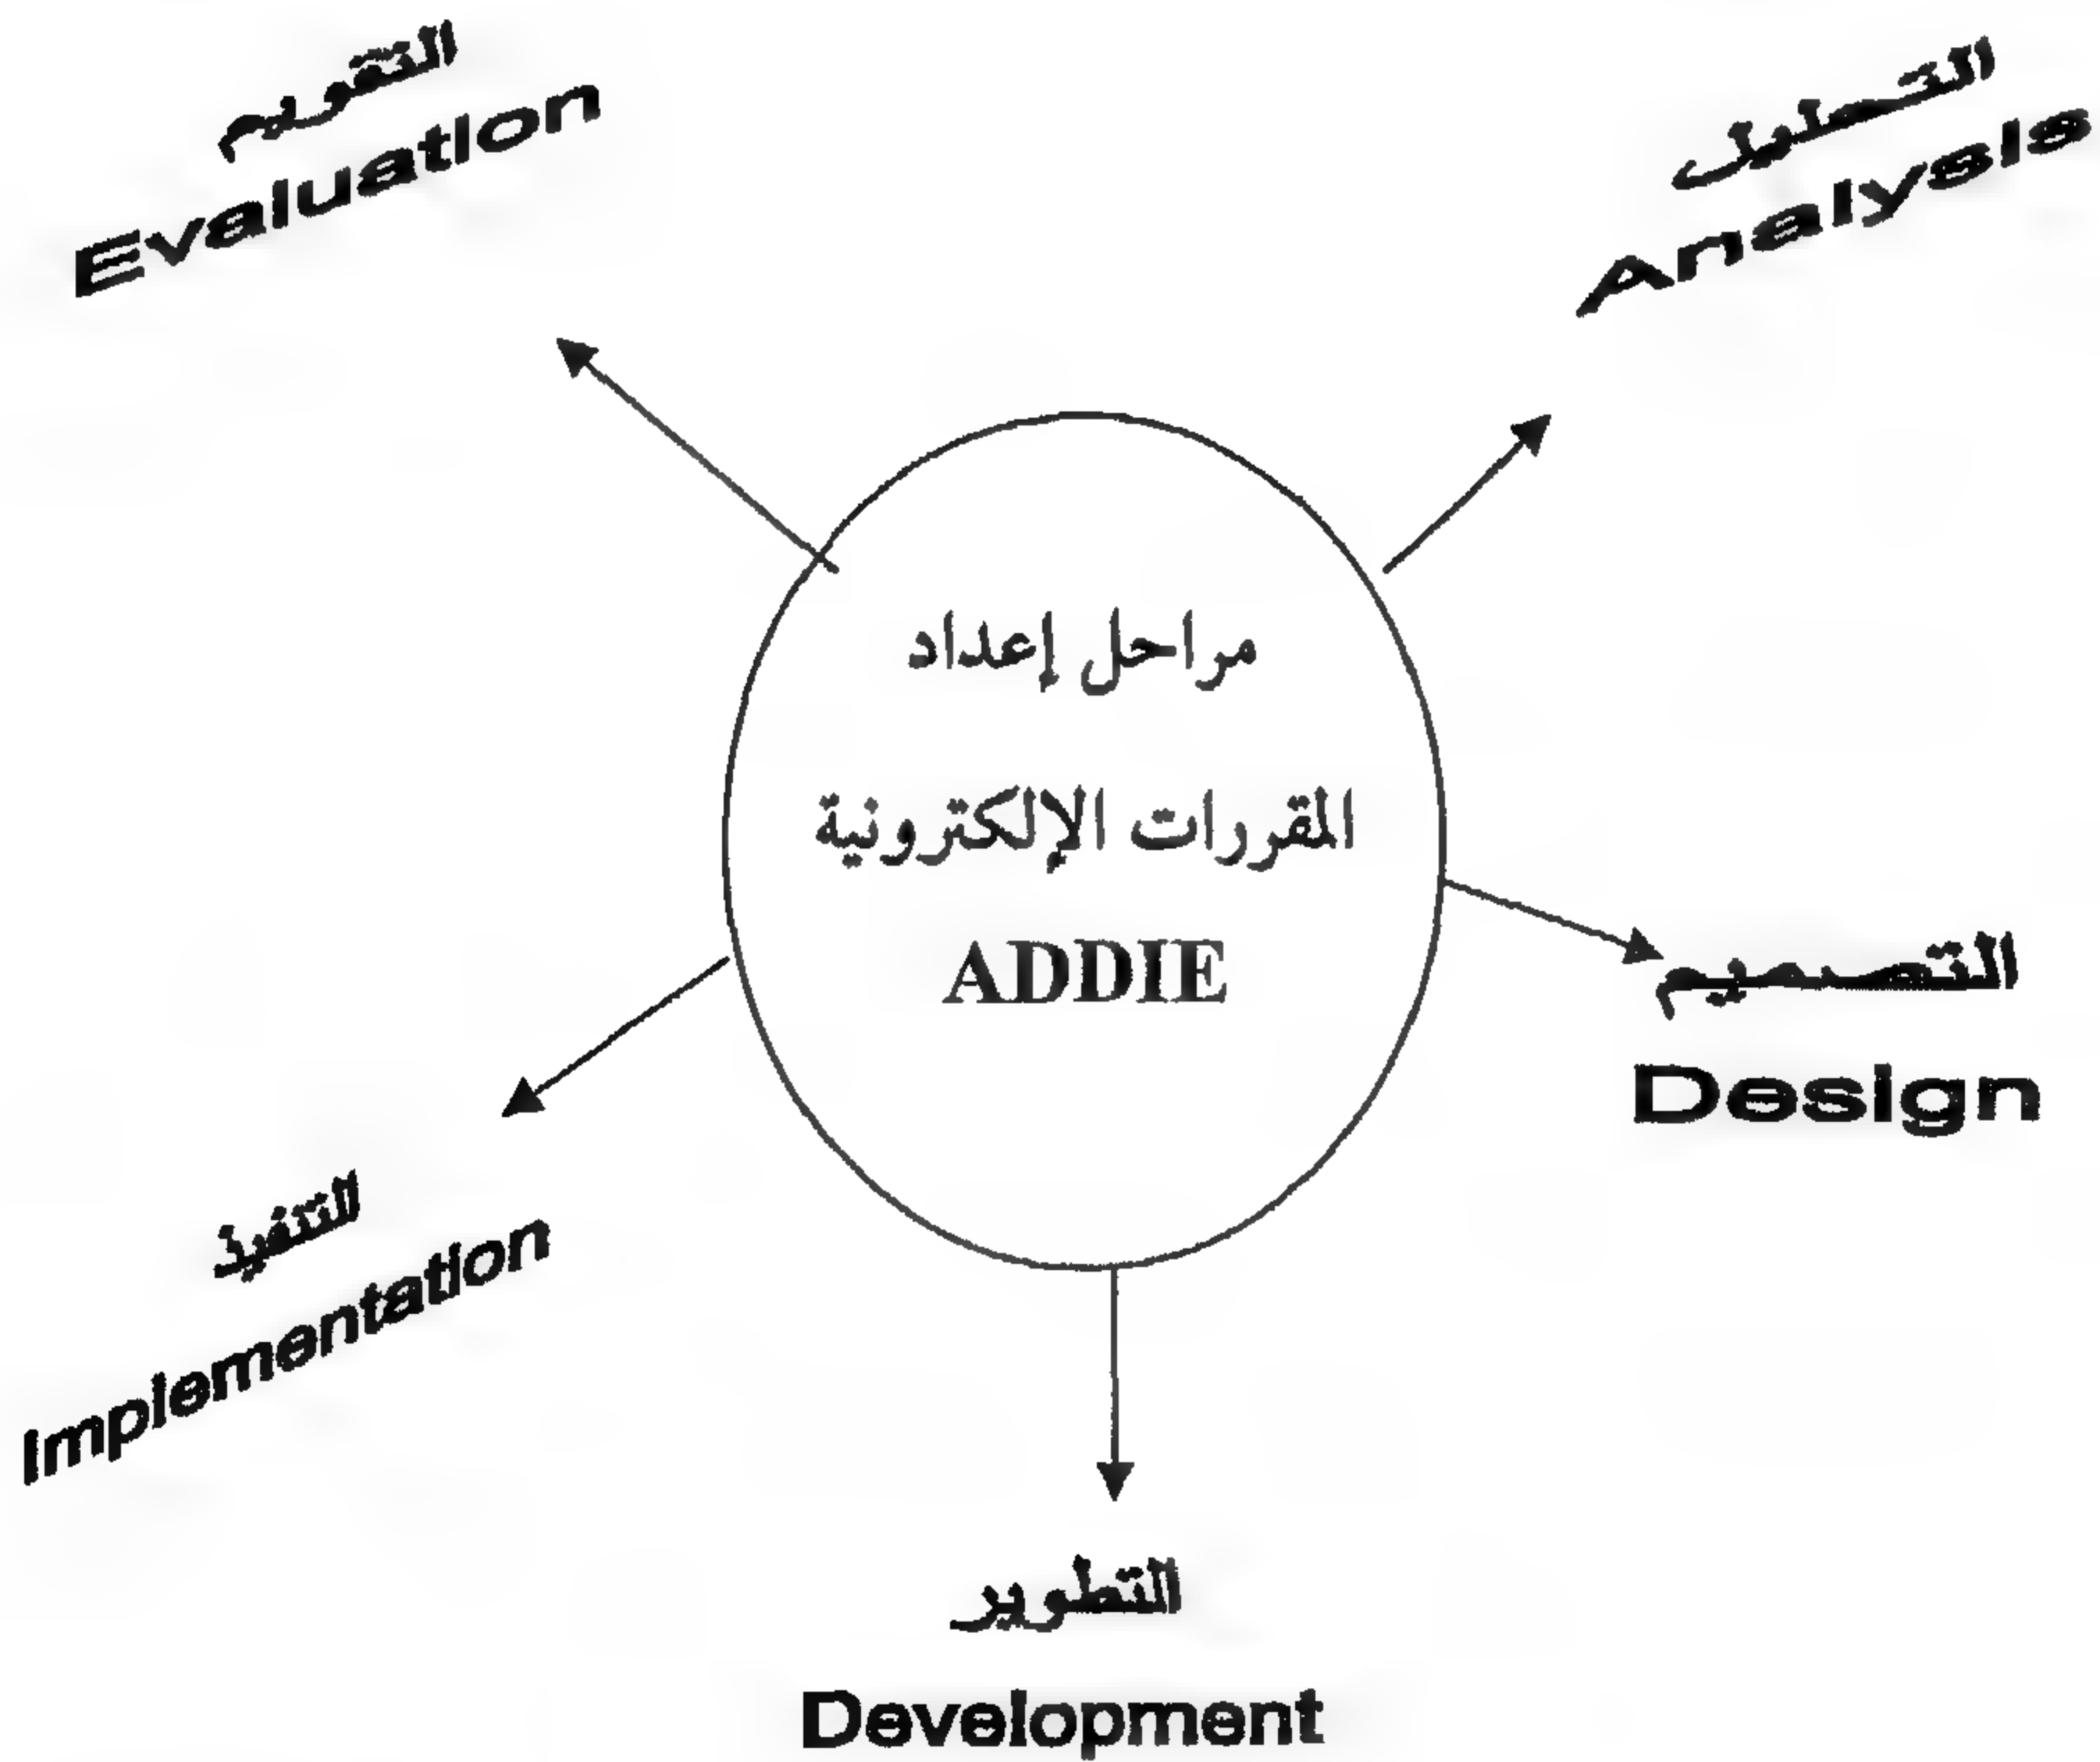 مراحل إعداد
المقررات الإلكترونية
ADDIE
التحليل
Analysis
التصميم
Design
التطوير
Development
التنفيذ
Implementation
التقويم
Evaluation